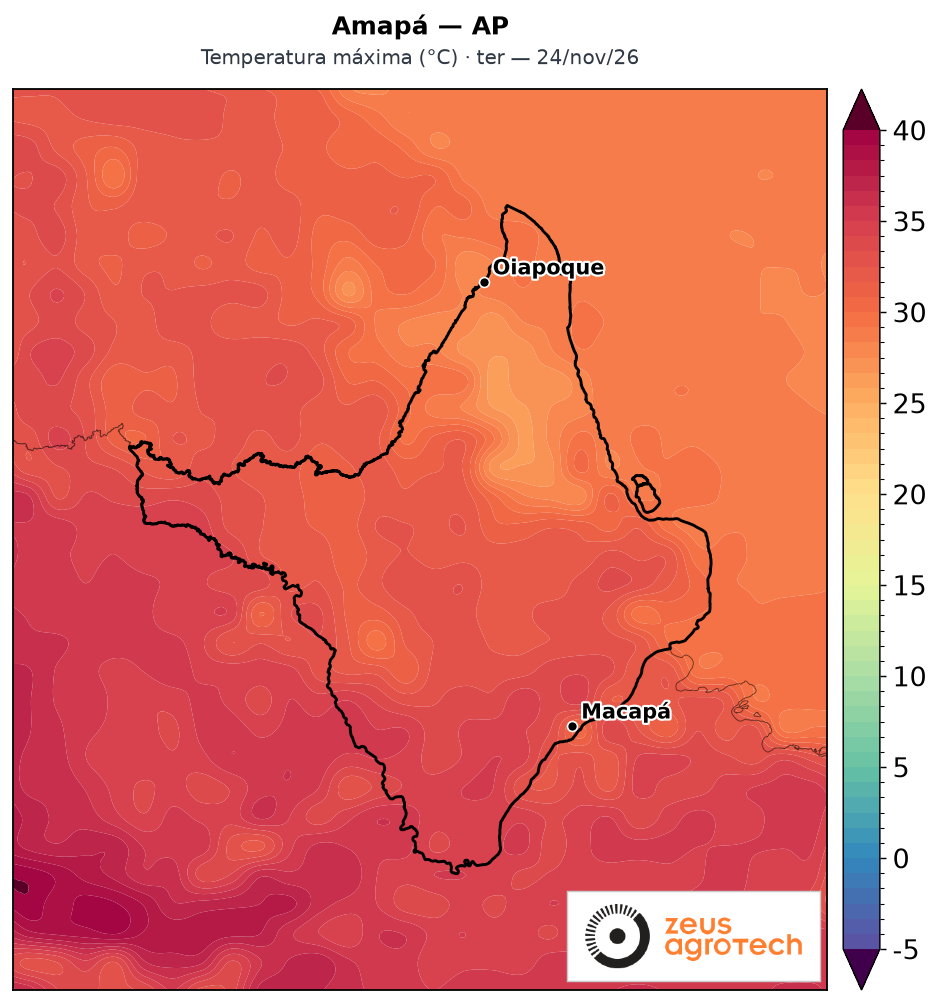 Amapá — AP
Temperatura máxima (°C) · ter — 24/nov/26
Oiapoque
Macapá
40
35
30
25
20
15
10
5
0
-5
zeus
agrotech